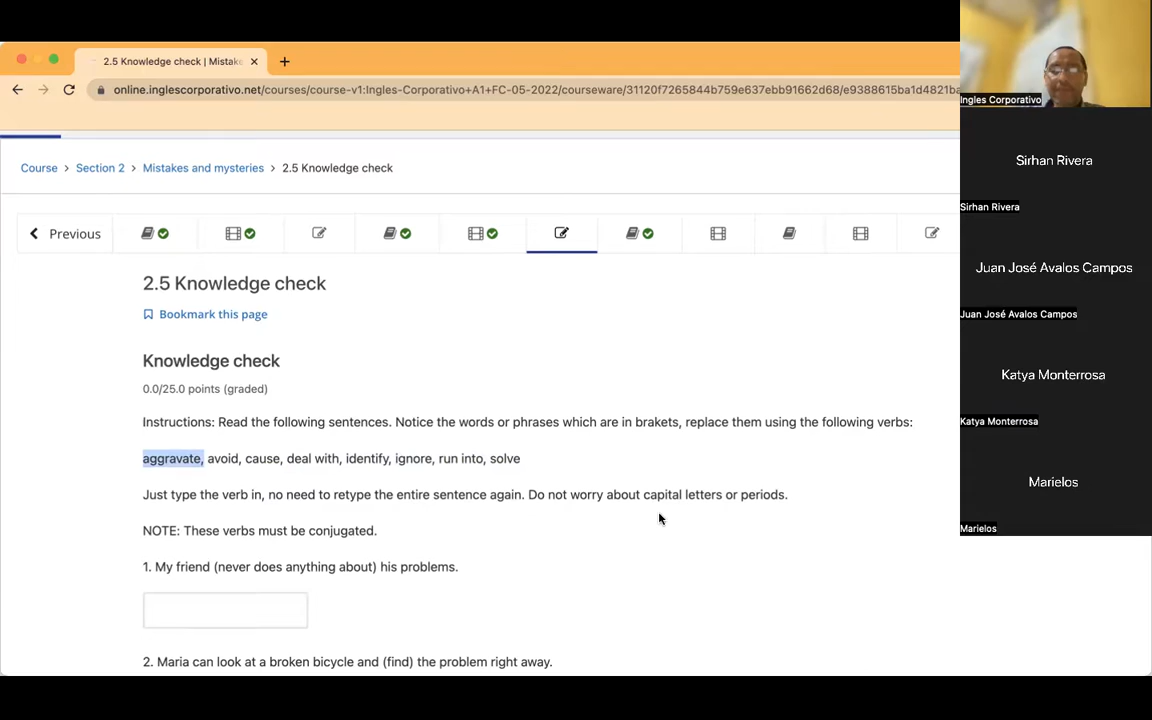 2.5 Knowledge check | Mistake
online.inglescorporativo.net/courses/course-v1:Ingles-Corporativo+A1+FC-05-2022/courseware/31120f7265844b759e637ebb91662d68/e9388615ba1d4821ba
Course > Section 2 > Mistakes and mysteries > 2.5 Knowledge check
Previous
2.5 Knowledge check
Bookmark this page
Knowledge check
0.0/25.0 points (graded)
Instructions: Read the following sentences. Notice the words or phrases which are in brakets, replace them using the following verbs:
aggravate, avoid, cause, deal with, identify, ignore, run into, solve
Just type the verb in, no need to retype the entire sentence again. Do not worry about capital letters or periods.
NOTE: These verbs must be conjugated.
1. My friend (never does anything about) his problems.
2. Maria can look at a broken bicycle and (find) the problem right away.
Ingles Corporativo
Sirhan Rivera
Sirhan Rivera
Juan José Avalos Campos
Juan José Avalos Campos
Katya Monterrosa
Katya Monterrosa
Marielos
Marielos